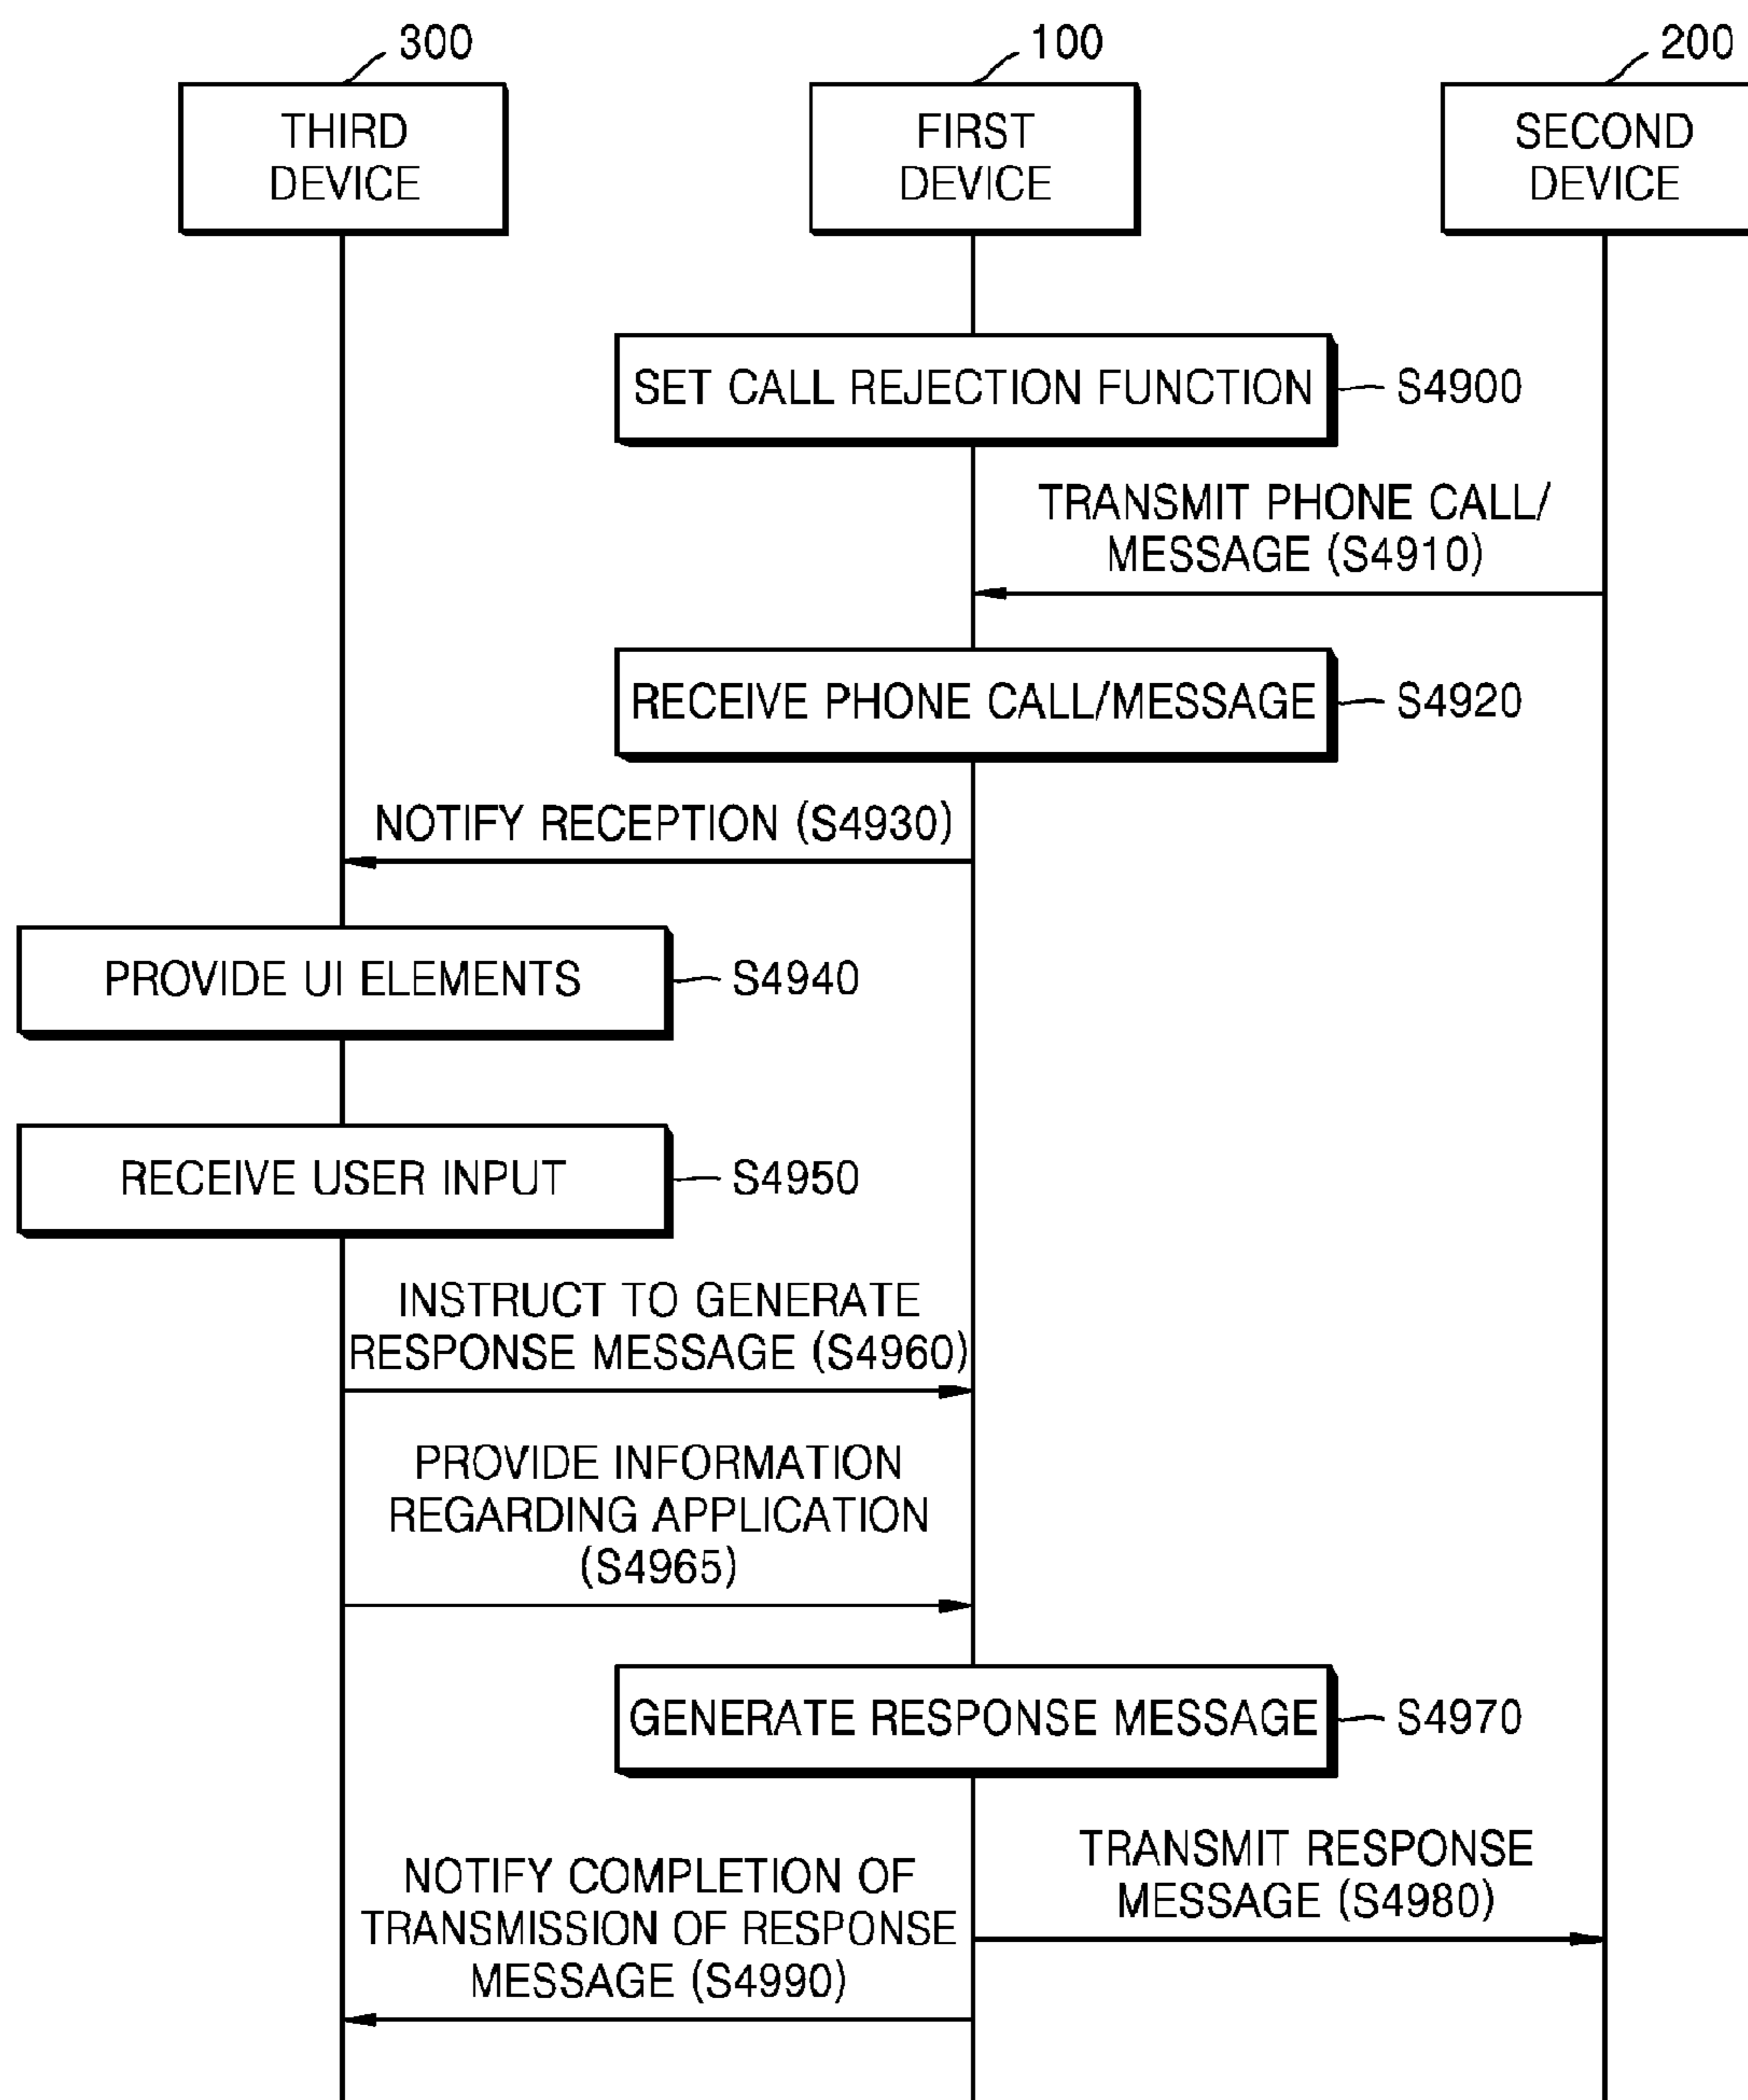 300
100
200
THIRD
DEVICE
FIRST
DEVICE
SECOND
DEVICE
SET CALL REJECTION FUNCTION
S4900
TRANSMIT PHONE CALL/
MESSAGE (S4910)
RECEIVE PHONE CALL/MESSAGE
S4920
NOTIFY RECEPTION (S4930)
PROVIDE UI ELEMENTS
S4940
RECEIVE USER INPUT
S4950
INSTRUCT TO GENERATE
RESPONSE MESSAGE (S4960)
PROVIDE INFORMATION
REGARDING APPLICATION
(S4965)
GENERATE RESPONSE MESSAGE
S4970
TRANSMIT RESPONSE
MESSAGE (S4980)
NOTIFY COMPLETION OF
TRANSMISSION OF RESPONSE
MESSAGE (S4990)